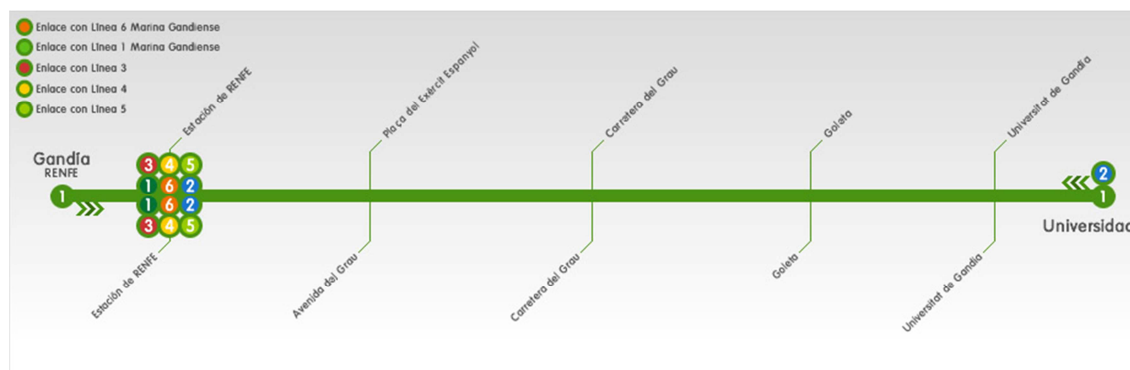 Enlace con Línea 6 Marina Gandiense
Enlace con Línea 1 Marina Gandiense
Enlace con Línea 3
Enlace con Línea 4
Enlace con Línea 5
Estación de RENFE
Plaça del Exèrcit Espanyol
Carretera del Grau
Goleta
Universitat de Gandia
Gandía
RENFE
3 4 5
1 6 2
1 6 2
3 4 5
1
2
1
Universidad
Estación de RENFE
Avenida del Grau
Carretera del Grau
Goleta
Universitat de Gandia